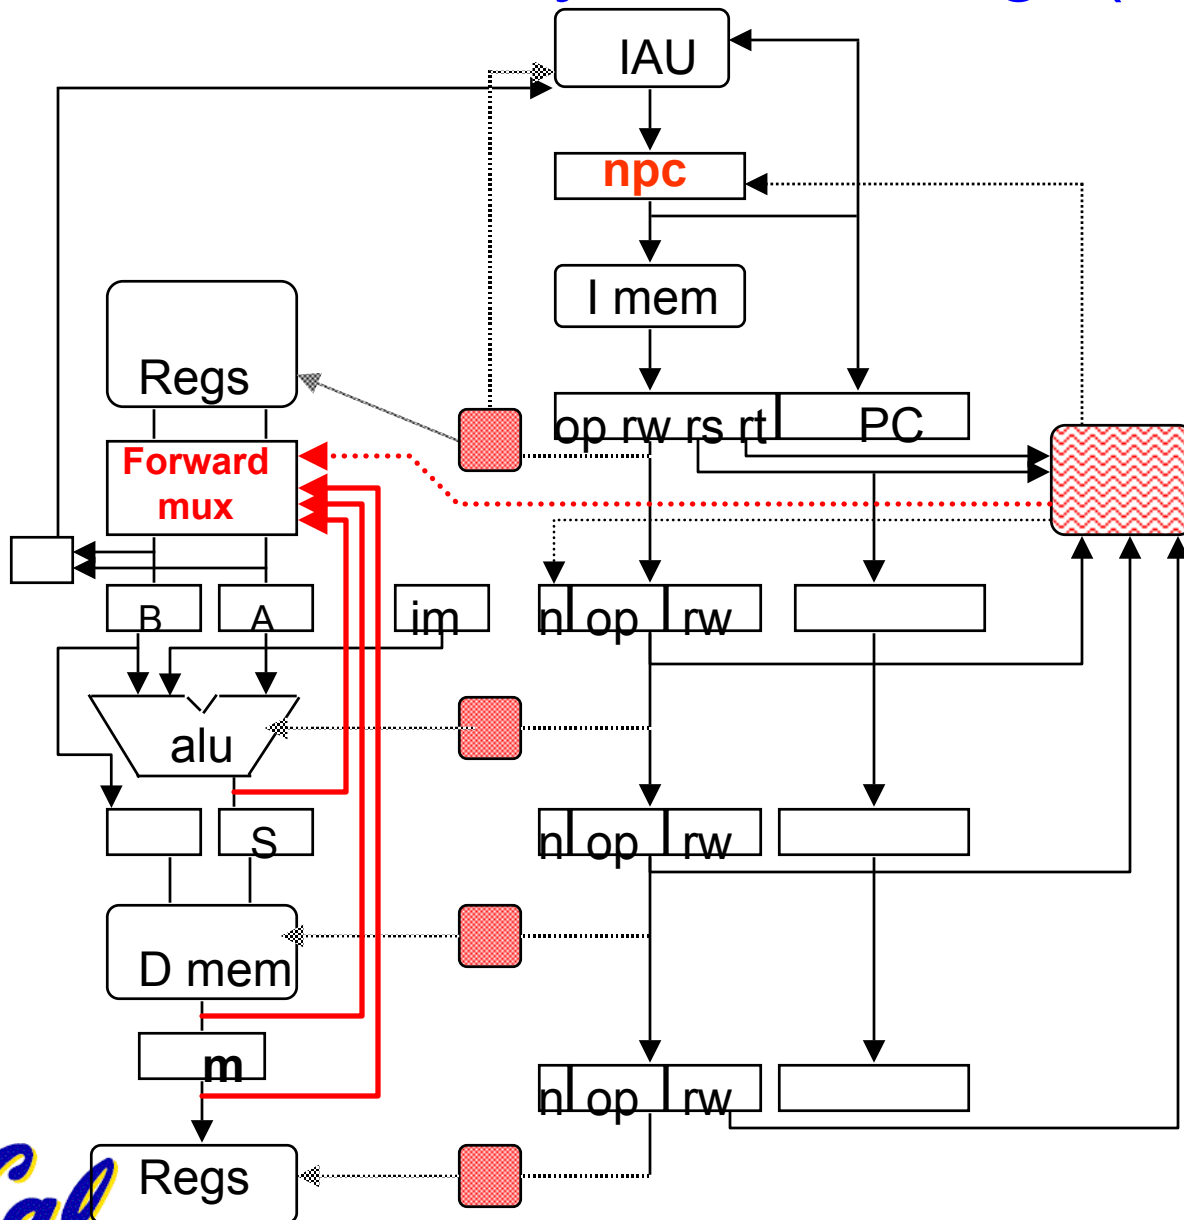 IAU
npc
I mem
Regs
op rw rs rt
PC
Forward
mux
B
A
im
n op rw
alu
S
n op rw
D mem
m
n op rw
Regs
Cal